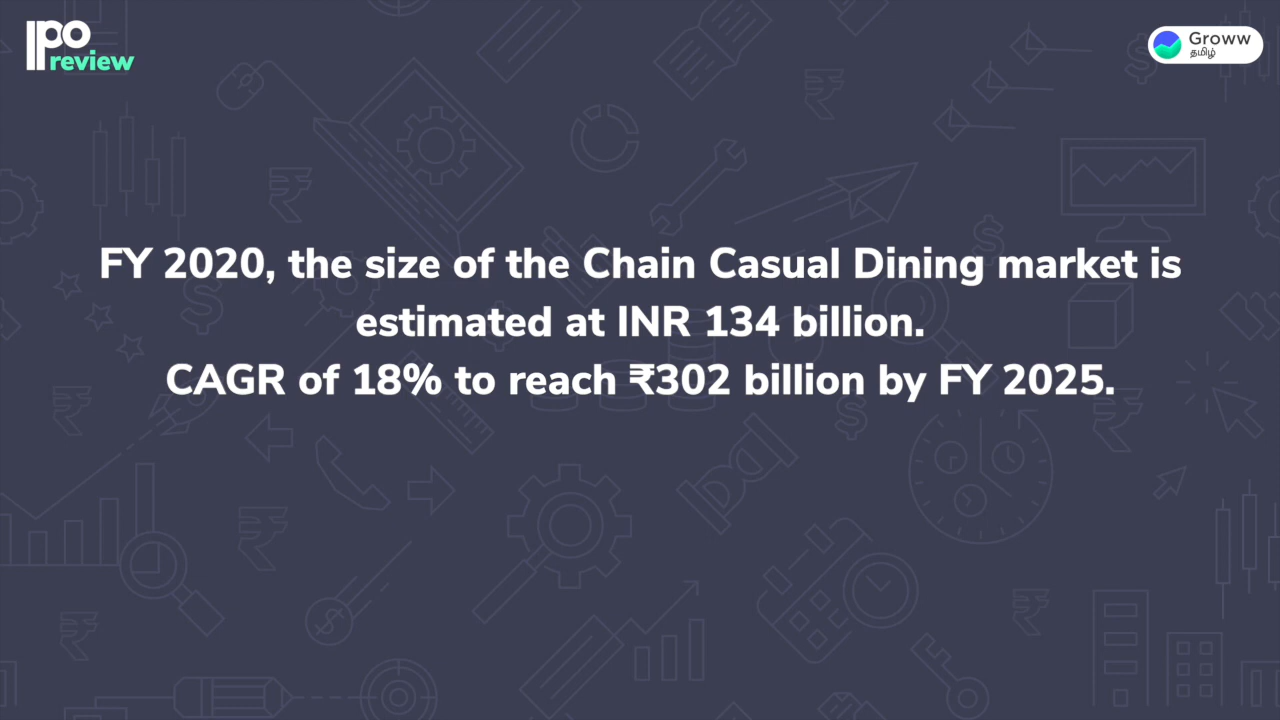 IPO
review
Groww
தமிழ்
FY 2020, the size of the Chain Casual Dining market is
estimated at INR 134 billion.
CAGR of 18% to reach ₹302 billion by FY 2025.